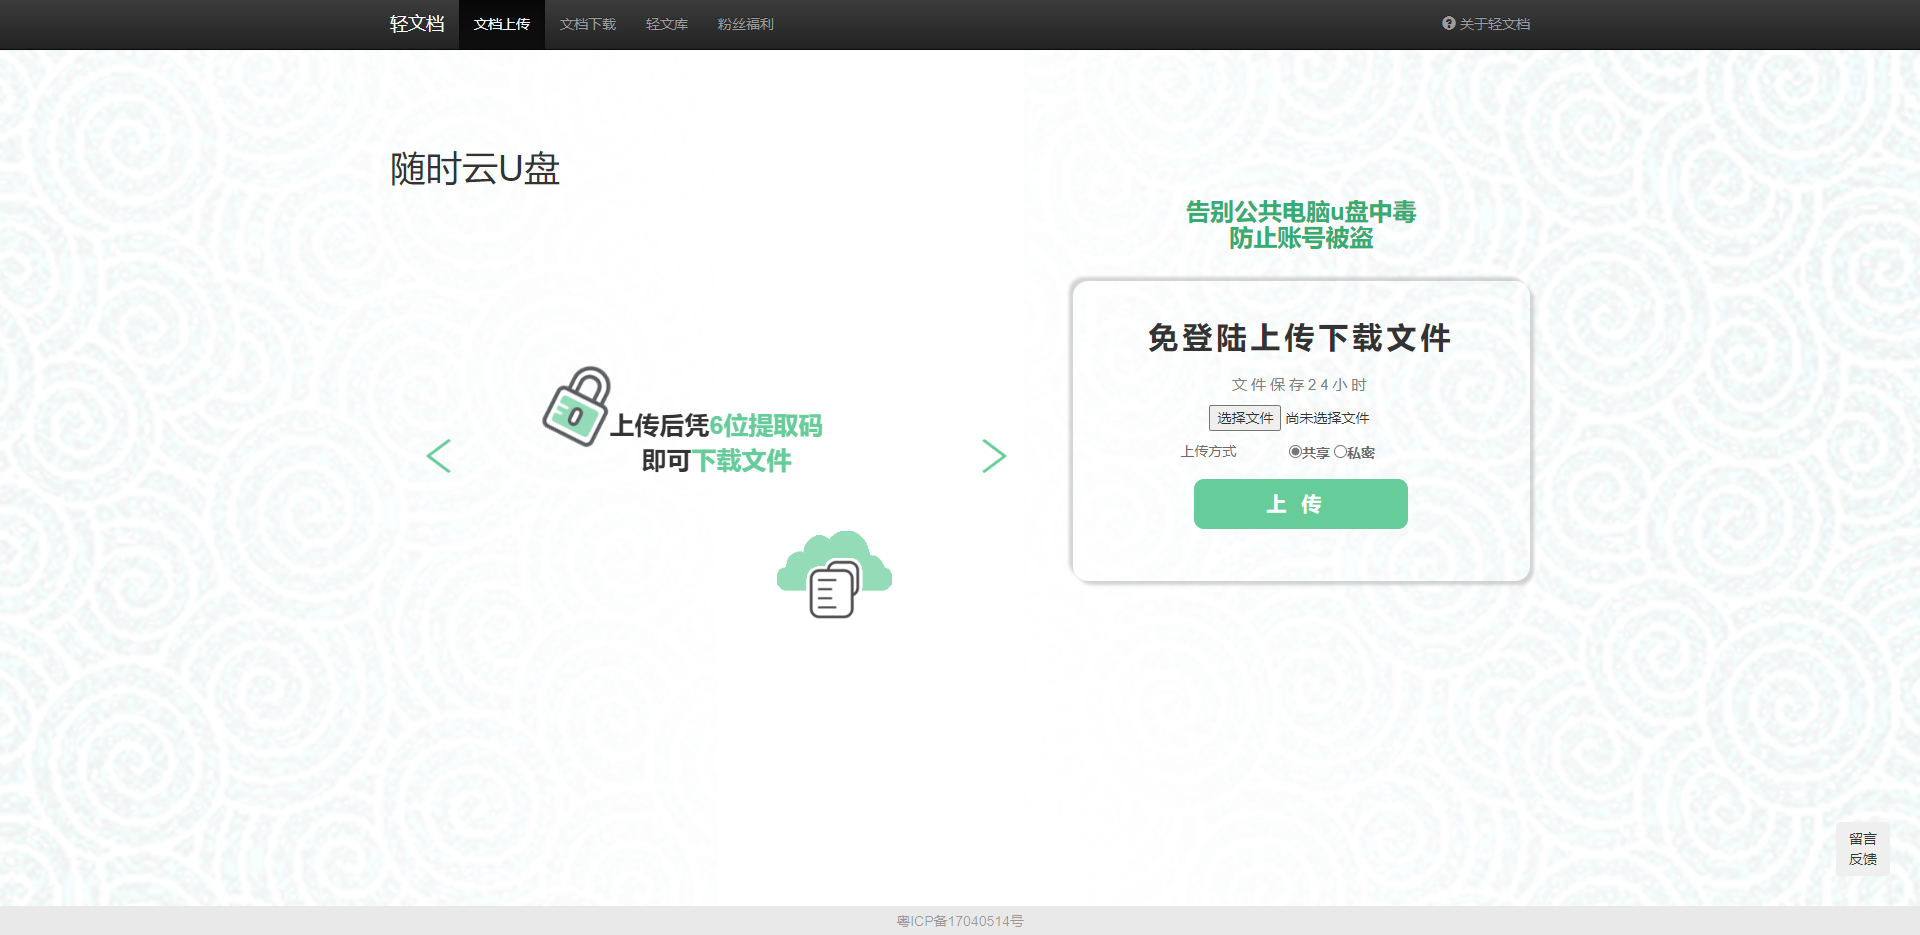 轻文档
文档上传
文档下载
轻文库
粉丝福利
关于轻文档
随时云U盘
告别公共电脑u盘中毒
防止账号被盗
上传后凭6位提取码
即可下载文件
免登陆上传下载文件
文件保存24小时
选择文件 尚未选择文件
上传方式 共享 私密
上 传
留言
反馈
粤ICP备17040514号